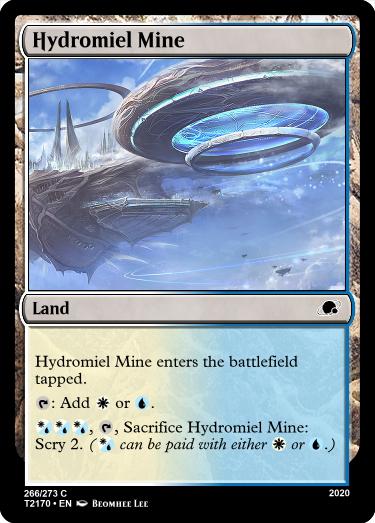 Hydromiel Mine
Land
Hydromiel Mine enters the battlefield
tapped.
: Add or .
, , Sacrifice Hydromiel Mine:
Scry 2. ( can be paid with either or .)
266/273 C
2020
T2170 • EN Beomhee Lee